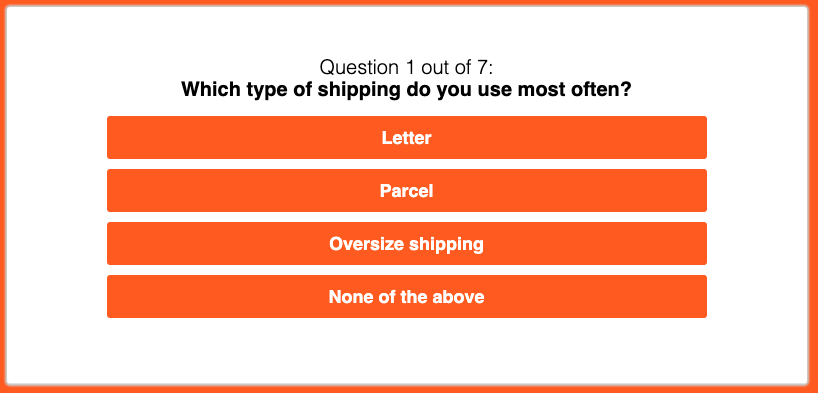 Question 1 out of 7:
Which type of shipping do you use most often?
Letter
Parcel
Oversize shipping
None of the above